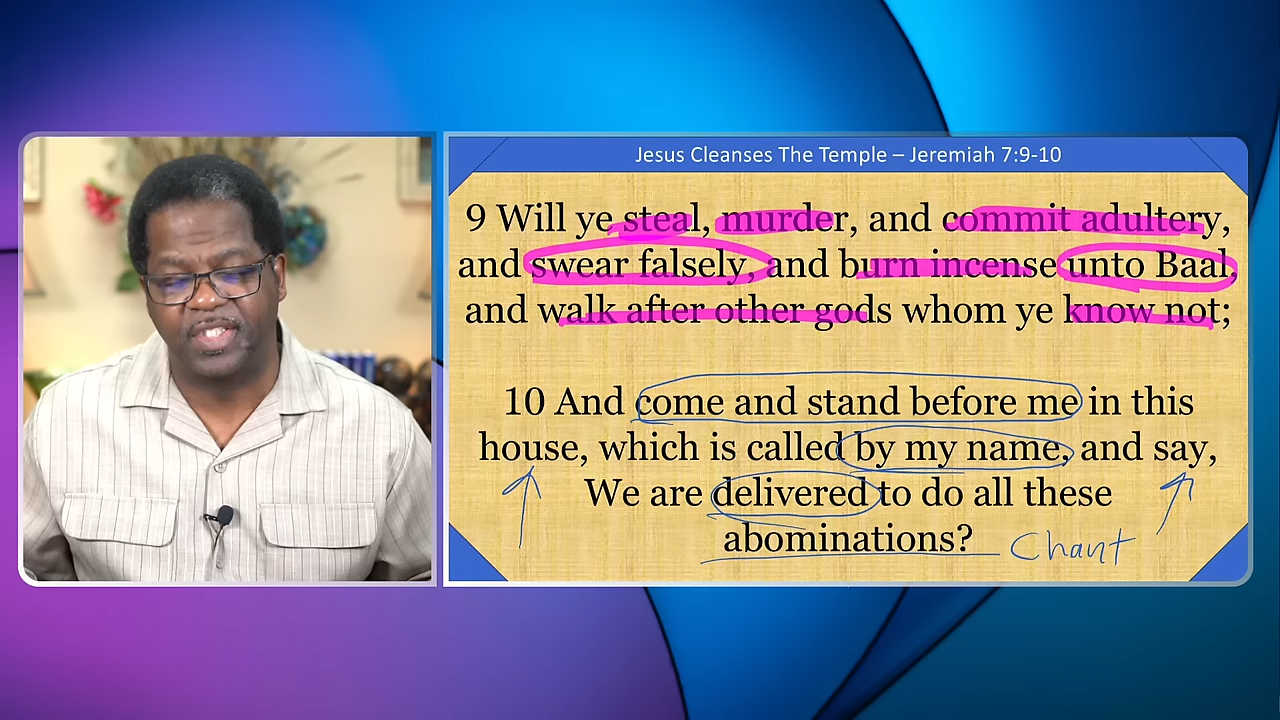 Jesus Cleanses The Temple – Jeremiah 7:9-10
9 Will ye steal, murder, and commit adultery,
and swear falsely, and burn incense unto Baal,
and walk after other gods whom ye know not;
10 And come and stand before me in this
house, which is called by my name, and say,
We are delivered to do all these
abominations?
Chant